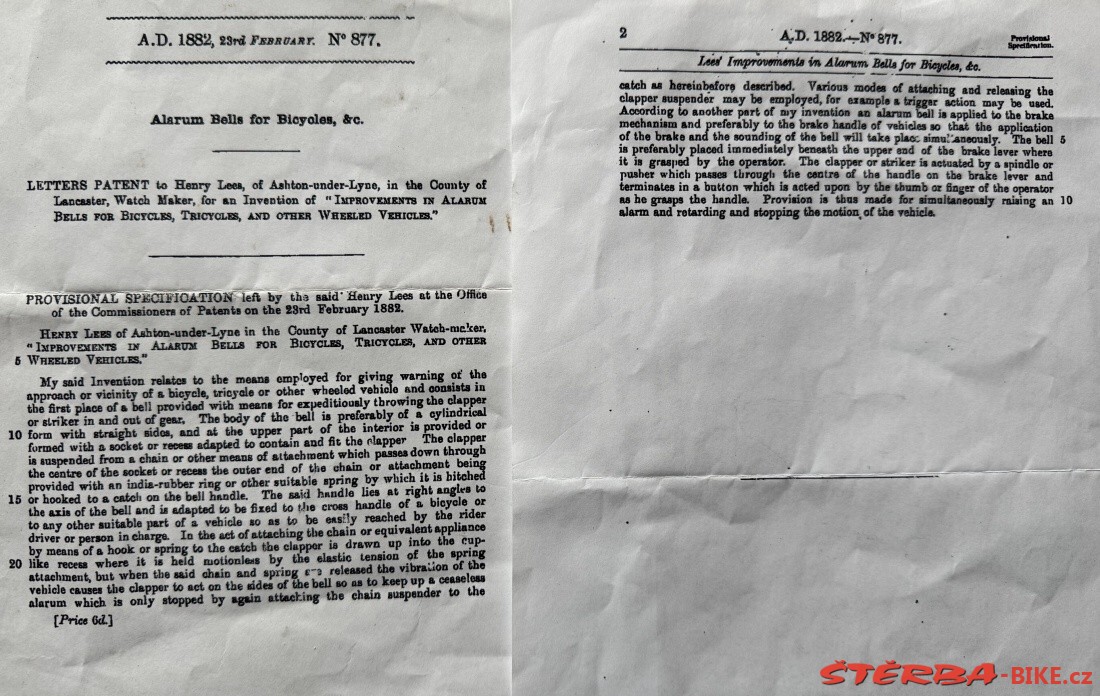 A.D. 1882, 23rd FEBRUARY. Nº 877.
Alarum Bells for Bicycles, &c.
LETTERS PATENT to Henry Lees, of Ashton-under-Lyne, in the County of
Lancaster, Watch Maker, for an Invention of "IMPROVEMENTS IN ALARUM
BELLS FOR BICYCLES, TRICYCLES, AND OTHER WHEELED VEHICLES."
PROVISIONAL SPECIFICATION left by the said Henry Lees at the Office
of the Commissioners of Patents on the 23rd February 1882.
HENRY LEES of Ashton-under-Lyne in the County of Lancaster Watch-maker.
"IMPROVEMENTS IN ALARUM BELLS FOR BICYCLES, TRICYCLES, AND OTHER
5 WHEELED VEHICLES."
My said Invention relates to the means employed for giving warning of the
approach or vicinity of a bicycle, tricycle or other wheeled vehicle and consists in
the first place of a bell provided with means for expeditiously throwing the clapper
or striker in and out of gear. The body of the bell is preferably of a cylindrical
10 form with straight sides, and at the upper part of the interior is provided or
formed with a socket or recess adapted to contain and fit the clapper The clapper
is suspended from a chain or other means of attachment which passes down through
the centre of the socket or recess the outer end of the chain or attachment being
provided with an india-rubber ring or other suitable spring by which it is hitched
15 or hooked to a catch on the bell handle. The said handle lies at right angles to
the axis of the bell and is adapted to be fixed to the cross handle of a bicycle or
to any other suitable part of a vehicle so as to be easily reached by the rider
driver or person in charge. In the act of attaching the chain or equivalent appliance
by means of a hook or spring to the catch the clapper is drawn up into the cup-
20 like recess where it is held motionless by the elastic tension of the spring
attachment, but when the said chain and spring are released the vibration of the
vehicle causes the clapper to act on the sides of the bell so as to keep up a ceaseless
alarum which is only stopped by again attacking the chain suspender to the
[Price 6d.]
2 A.D. 1882.—Nº 877. Provisional
Specification.
Lees' Improvements in Alarum Bells for Bicycles, &c.
catch as hereinbefore described. Various modes of attaching and releasing the
clapper suspender may be employed, for example a trigger action may be used.
According to another part of my invention an alarum bell is applied to the brake
mechanism and preferably to the brake handle of vehicles so that the application
of the brake and the sounding of the bell will take place simultaneously. The bell 5
is preferably placed immediately beneath the upper end of the brake lever where
it is grasped by the operator. The clapper or striker is actuated by a spindle or
pusher which passes through the centre of the handle on the brake lever and
terminates in a button which is acted upon by the thumb or finger of the operator
as he grasps the handle. Provision is thus made for simultaneously raising an 10
alarm and retarding and stopping the motion of the vehicle.
ŠTĚRBA-BIKE.cz